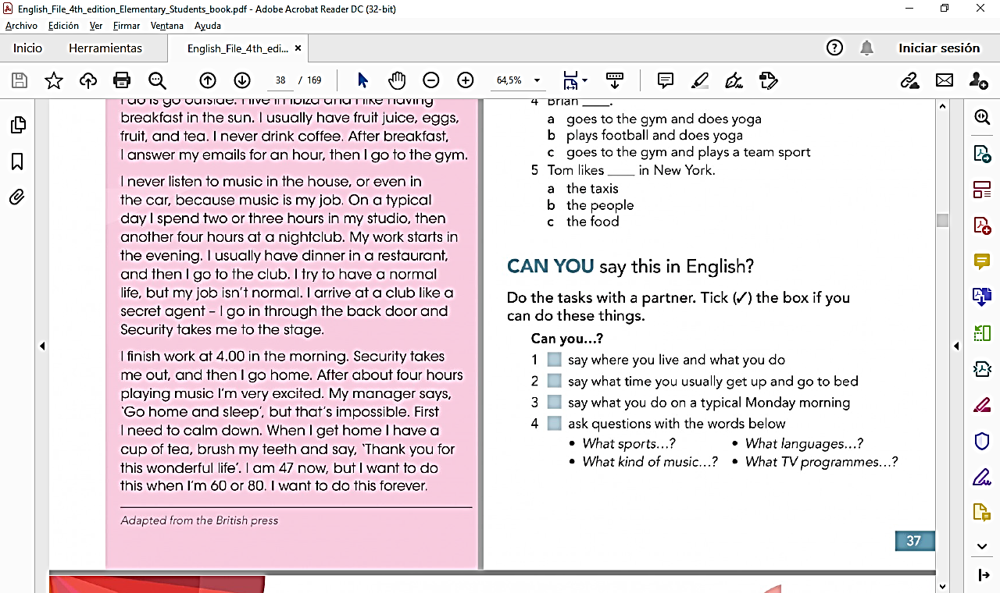 English_File_4th_edition_Elementary_Students_book.pdf - Adobe Acrobat Reader DC (32-bit)
Archivo Edición Ver Firmar Ventana Ayuda
Inicio Herramientas English_File_4th_edi... × ? Iniciar sesión
38 / 169 64,5%
I do is go outside. I live in Ibiza and I like having
breakfast in the sun. I usually have fruit juice, eggs,
fruit, and tea. I never drink coffee. After breakfast,
I answer my emails for an hour, then I go to the gym.
I never listen to music in the house, or even in
the car, because music is my job. On a typical
day I spend two or three hours in my studio, then
another four hours at a nightclub. My work starts in
the evening. I usually have dinner in a restaurant,
and then I go to the club. I try to have a normal
life, but my job isn't normal. I arrive at a club like a
secret agent – I go in through the back door and
Security takes me to the stage.
I finish work at 4.00 in the morning. Security takes
me out, and then I go home. After about four hours
playing music I'm very excited. My manager says,
'Go home and sleep', but that's impossible. First
I need to calm down. When I get home I have a
cup of tea, brush my teeth and say, 'Thank you for
this wonderful life'. I am 47 now, but I want to do
this when I'm 60 or 80. I want to do this forever.
Adapted from the British press
4 Brian ____.
a goes to the gym and does yoga
b plays football and does yoga
c goes to the gym and plays a team sport
5 Tom likes ____ in New York.
a the taxis
b the people
c the food
CAN YOU say this in English?
Do the tasks with a partner. Tick (✓) the box if you
can do these things.
Can you...?
1 say where you live and what you do
2 say what time you usually get up and go to bed
3 say what you do on a typical Monday morning
4 ask questions with the words below
• What sports...? • What languages...?
• What kind of music...? • What TV programmes...?
37